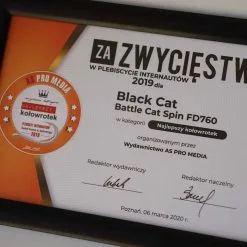 ZA ZWYCIĘSTW
W PLEBISCYCIE INTERNAUTÓW
2019 dla
Black Cat
Battle Cat Spin FD760
w kategorii Najlepszy kołowrotek
organizowanym przez
Wydawnictwo AS PRO MEDIA
Redaktor wydawniczy
Redaktor naczelny
Poznań, 06 marca 2020 r.
AS PRO MEDIA
kołowrotek
2019